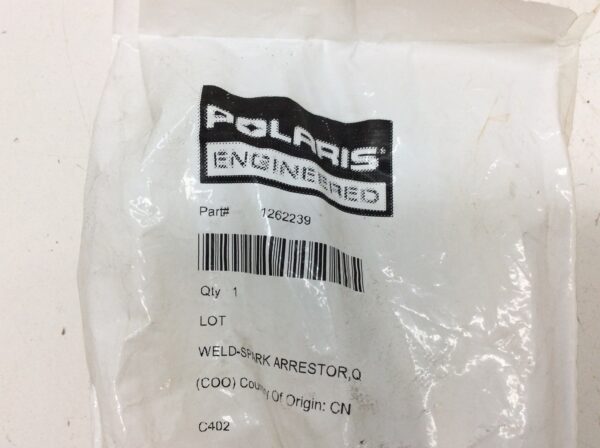 POLARIS®
ENGINEERED
Part# 1262239
Qty 1
LOT
WELD-SPARK ARRESTOR,Q
(COO) Country Of Origin: CN
C402